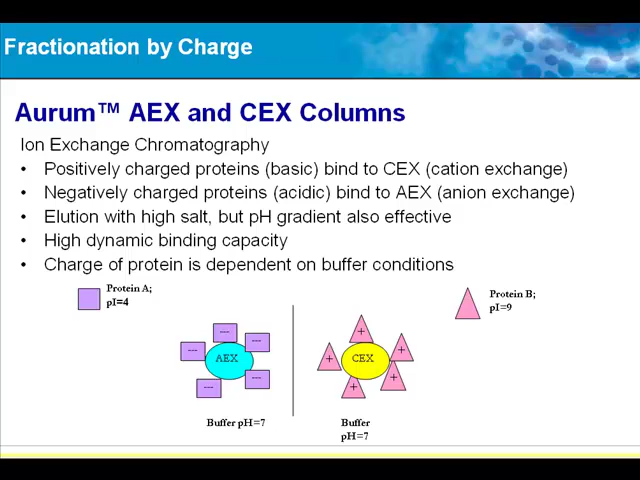 Fractionation by Charge
Aurum™ AEX and CEX Columns
Ion Exchange Chromatography
• Positively charged proteins (basic) bind to CEX (cation exchange)
• Negatively charged proteins (acidic) bind to AEX (anion exchange)
• Elution with high salt, but pH gradient also effective
• High dynamic binding capacity
• Charge of protein is dependent on buffer conditions
Protein A;
pI=4
Protein B;
pI=9
---
---
---
AEX
---
---
+
+
+
CEX
+
+
Buffer pH=7
Buffer
pH=7